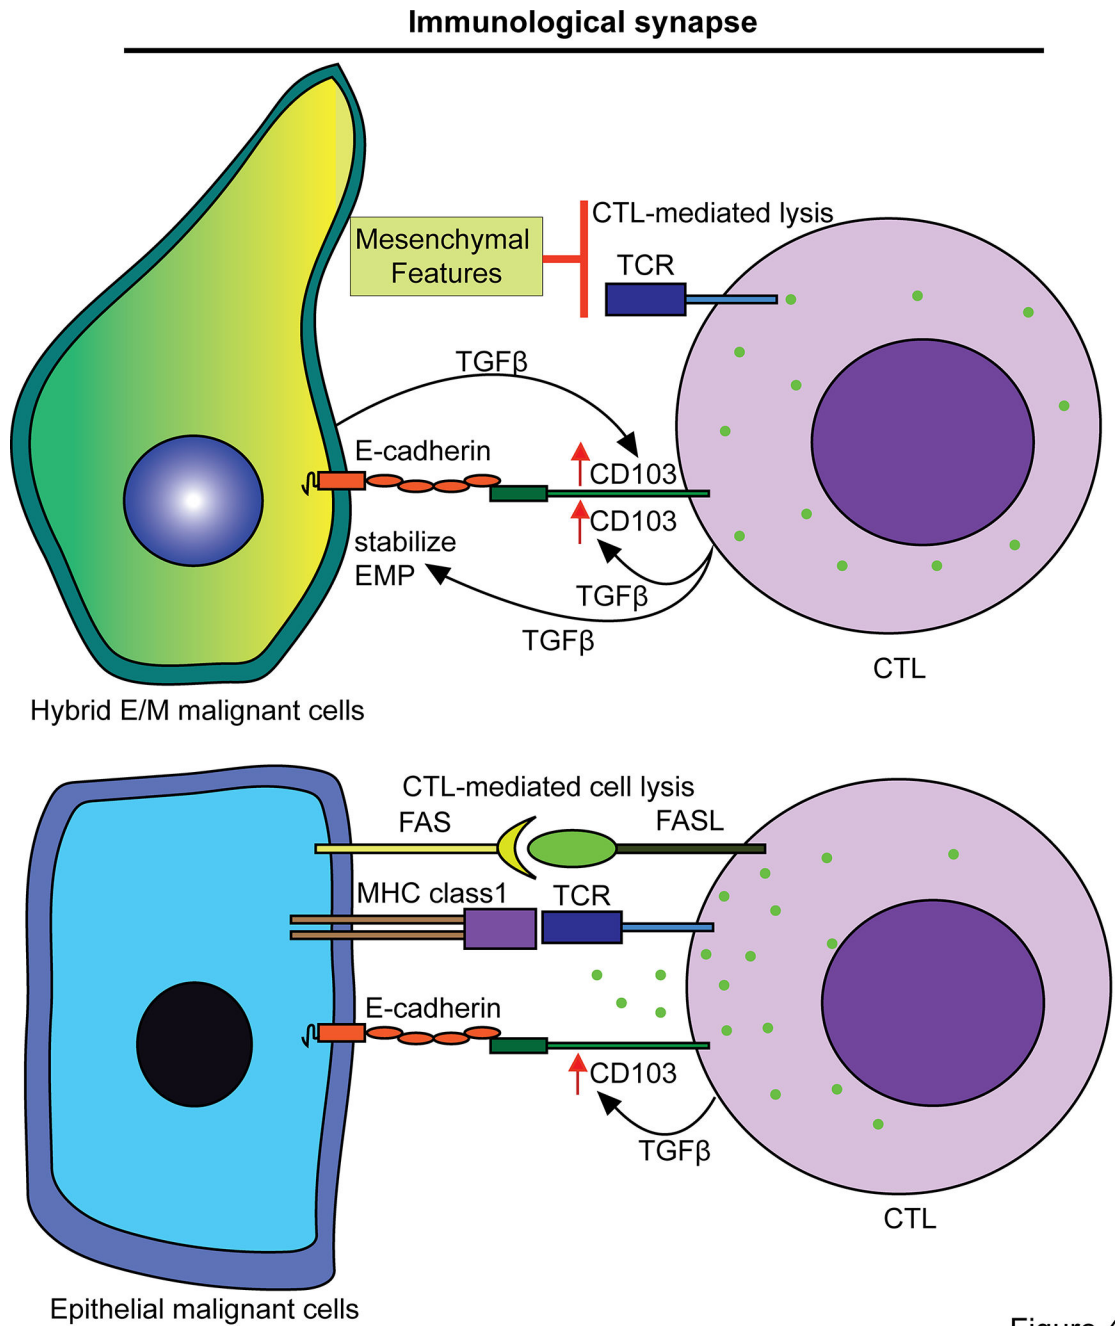 Immunological synapse
CTL-mediated lysis
Mesenchymal
Features
TCR
TGFβ
E-cadherin
CD103
CD103
stabilize
EMP
TGFβ
TGFβ
CTL
Hybrid E/M malignant cells
CTL-mediated cell lysis
FAS
FASL
MHC class1
TCR
E-cadherin
CD103
TGFβ
CTL
Epithelial malignant cells
Figure